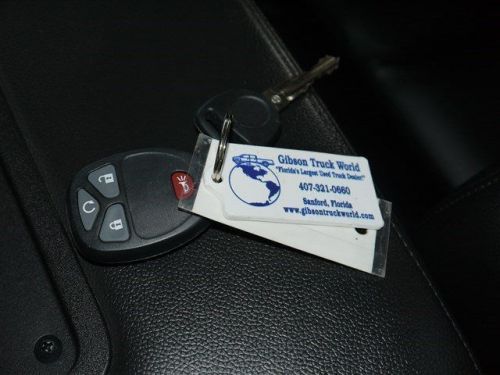 Gibson Truck World
"Florida's Largest Used Truck Dealer!"
407-321-0660
Sanford, Florida
www.gibsontruckworld.com